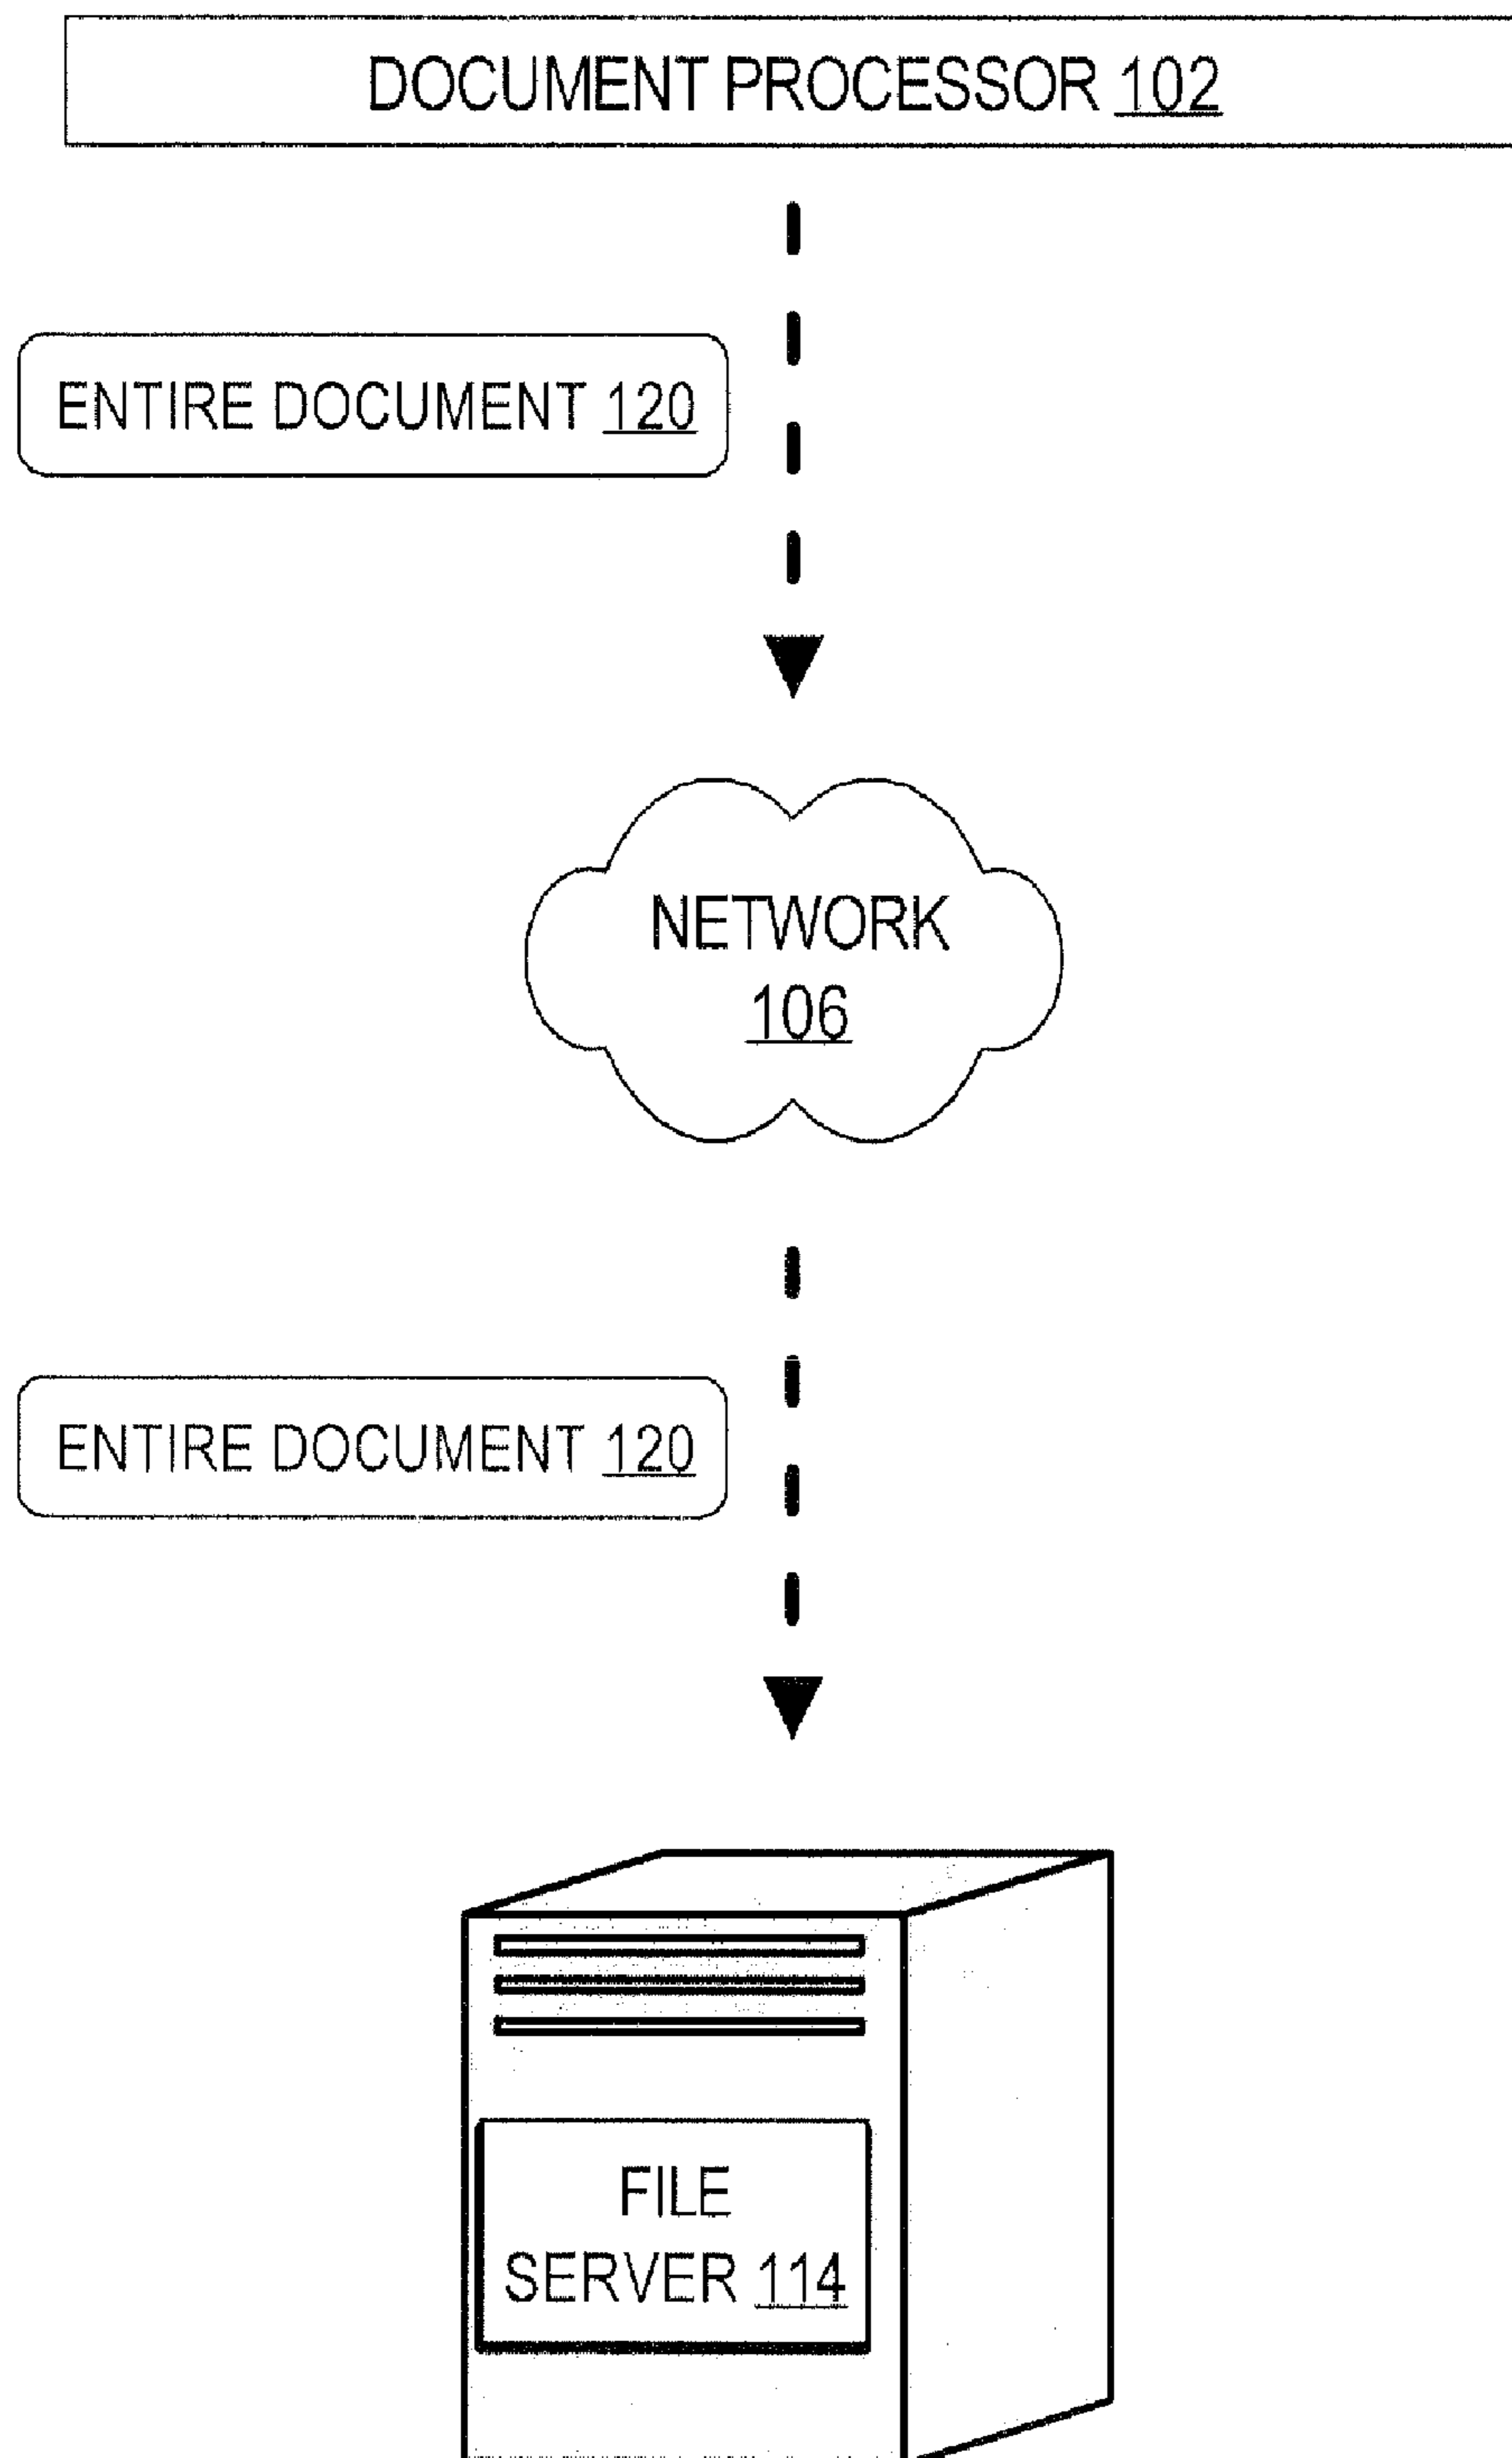 DOCUMENT PROCESSOR 102
ENTIRE DOCUMENT 120
NETWORK
106
ENTIRE DOCUMENT 120
FILE
SERVER 114